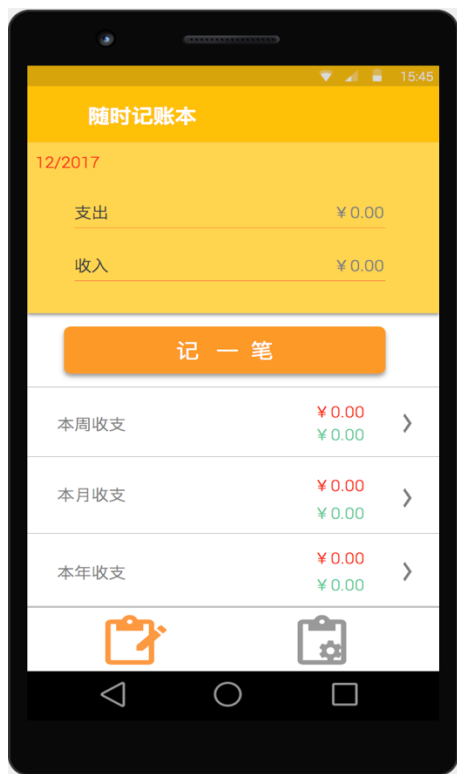 15:45
随时记账本
12/2017
支出 ¥0.00
收入 ¥0.00
记 一 笔
本周收支 ¥0.00
¥0.00
本月收支 ¥0.00
¥0.00
本年收支 ¥0.00
¥0.00